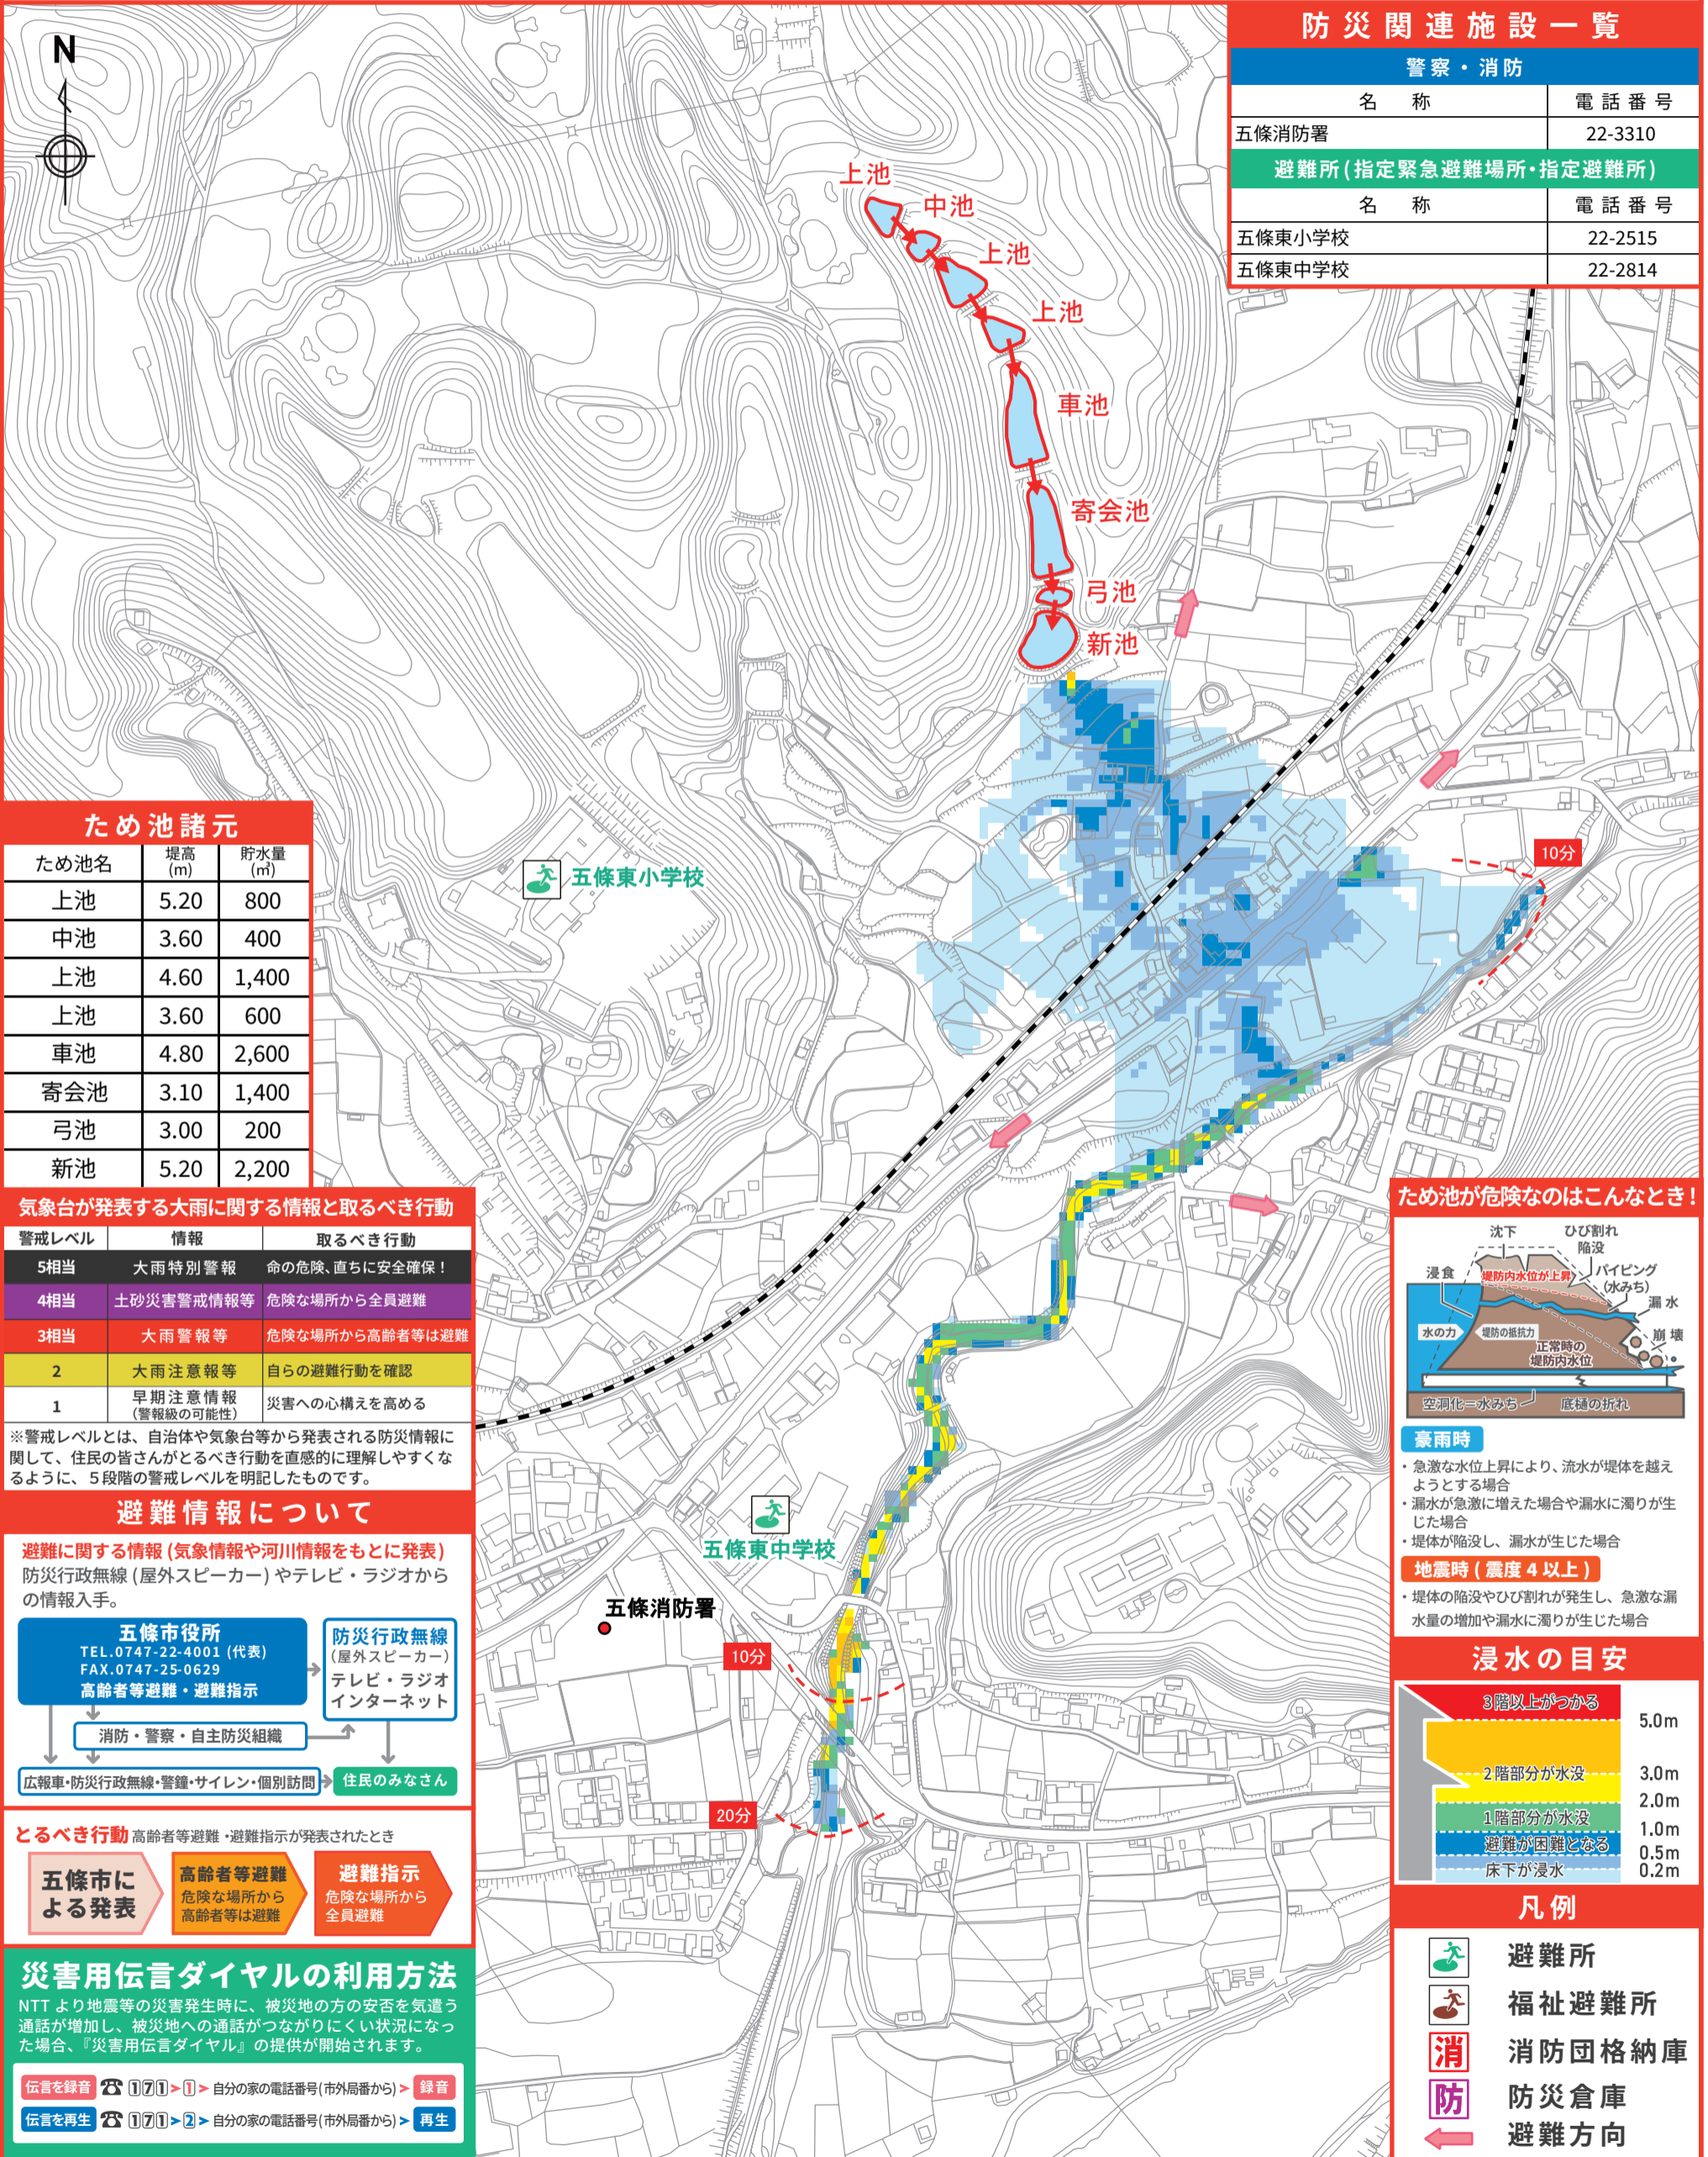 N
防災関連施設一覧
警察・消防
名　称 電話番号
五條消防署 22-3310
避難所(指定緊急避難場所・指定避難所)
名　称 電話番号
五條東小学校 22-2515
五條東中学校 22-2814
上池
中池
上池
上池
車池
寄会池
弓池
新池
10分
五條東小学校
五條東中学校
五條消防署
10分
20分
ため池諸元
ため池名 堤高(m) 貯水量(㎥)
上池 5.20 800
中池 3.60 400
上池 4.60 1,400
上池 3.60 600
車池 4.80 2,600
寄会池 3.10 1,400
弓池 3.00 200
新池 5.20 2,200
気象台が発表する大雨に関する情報と取るべき行動
警戒レベル 情報 取るべき行動
5相当 大雨特別警報 命の危険、直ちに安全確保！
4相当 土砂災害警戒情報等 危険な場所から全員避難
3相当 大雨警報等 危険な場所から高齢者等は避難
2 大雨注意報等 自らの避難行動を確認
1 早期注意情報(警報級の可能性) 災害への心構えを高める
※警戒レベルとは、自治体や気象台等から発表される防災情報に
関して、住民の皆さんがとるべき行動を直感的に理解しやすくな
るように、５段階の警戒レベルを明記したものです。
避難情報について
避難に関する情報(気象情報や河川情報をもとに発表)
防災行政無線(屋外スピーカー)やテレビ・ラジオから
の情報入手。
五條市役所
TEL.0747-22-4001 (代表)
FAX.0747-25-0629
高齢者等避難・避難指示
防災行政無線
(屋外スピーカー)
テレビ・ラジオ
インターネット
消防・警察・自主防災組織
広報車・防災行政無線・警鐘・サイレン・個別訪問
住民のみなさん
とるべき行動 高齢者等避難・避難指示が発表されたとき
五條市に
よる発表
高齢者等避難
危険な場所から
高齢者等は避難
避難指示
危険な場所から
全員避難
災害用伝言ダイヤルの利用方法
NTTより地震等の災害発生時に、被災地の方の安否を気遣う
通話が増加し、被災地への通話がつながりにくい状況になっ
た場合、『災害用伝言ダイヤル』の提供が開始されます。
伝言を録音 ☎ 171>1> 自分の家の電話番号(市外局番から)> 録音
伝言を再生 ☎ 171>2> 自分の家の電話番号(市外局番から)> 再生
ため池が危険なのはこんなとき！
沈下
ひび割れ
陥没
浸食
堤防内水位が上昇
パイピング
(水みち)
漏水
水の力
堤防の抵抗力
崩壊
正常時の
堤防内水位
空洞化＝水みち
底樋の折れ
豪雨時
・急激な水位上昇により、流水が堤体を越え
ようとする場合
・漏水が急激に増えた場合や漏水に濁りが生
じた場合
・堤体が陥没し、漏水が生じた場合
地震時(震度4以上)
・堤体の陥没やひび割れが発生し、急激な漏
水量の増加や漏水に濁りが生じた場合
浸水の目安
3階以上がつかる
5.0m
2階部分が水没
3.0m
2.0m
1階部分が水没
1.0m
避難が困難となる
0.5m
床下が浸水
0.2m
凡例
避難所
福祉避難所
消 消防団格納庫
防 防災倉庫
避難方向